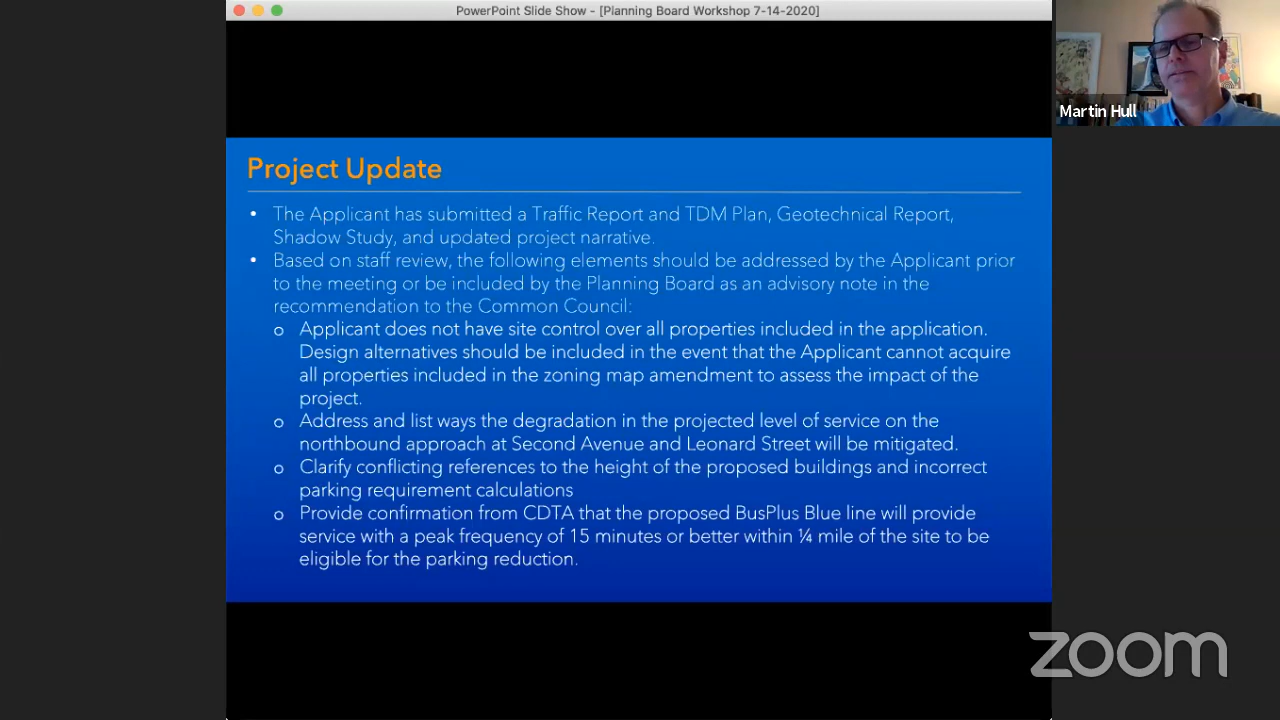 PowerPoint Slide Show - [Planning Board Workshop 7-14-2020]
Martin Hull
Project Update
• The Applicant has submitted a Traffic Report and TDM Plan, Geotechnical Report,
Shadow Study, and updated project narrative.
• Based on staff review, the following elements should be addressed by the Applicant prior
to the meeting or be included by the Planning Board as an advisory note in the
recommendation to the Common Council:
o Applicant does not have site control over all properties included in the application.
Design alternatives should be included in the event that the Applicant cannot acquire
all properties included in the zoning map amendment to assess the impact of the
project.
o Address and list ways the degradation in the projected level of service on the
northbound approach at Second Avenue and Leonard Street will be mitigated.
o Clarify conflicting references to the height of the proposed buildings and incorrect
parking requirement calculations
o Provide confirmation from CDTA that the proposed BusPlus Blue line will provide
service with a peak frequency of 15 minutes or better within ¼ mile of the site to be
eligible for the parking reduction.
zoom